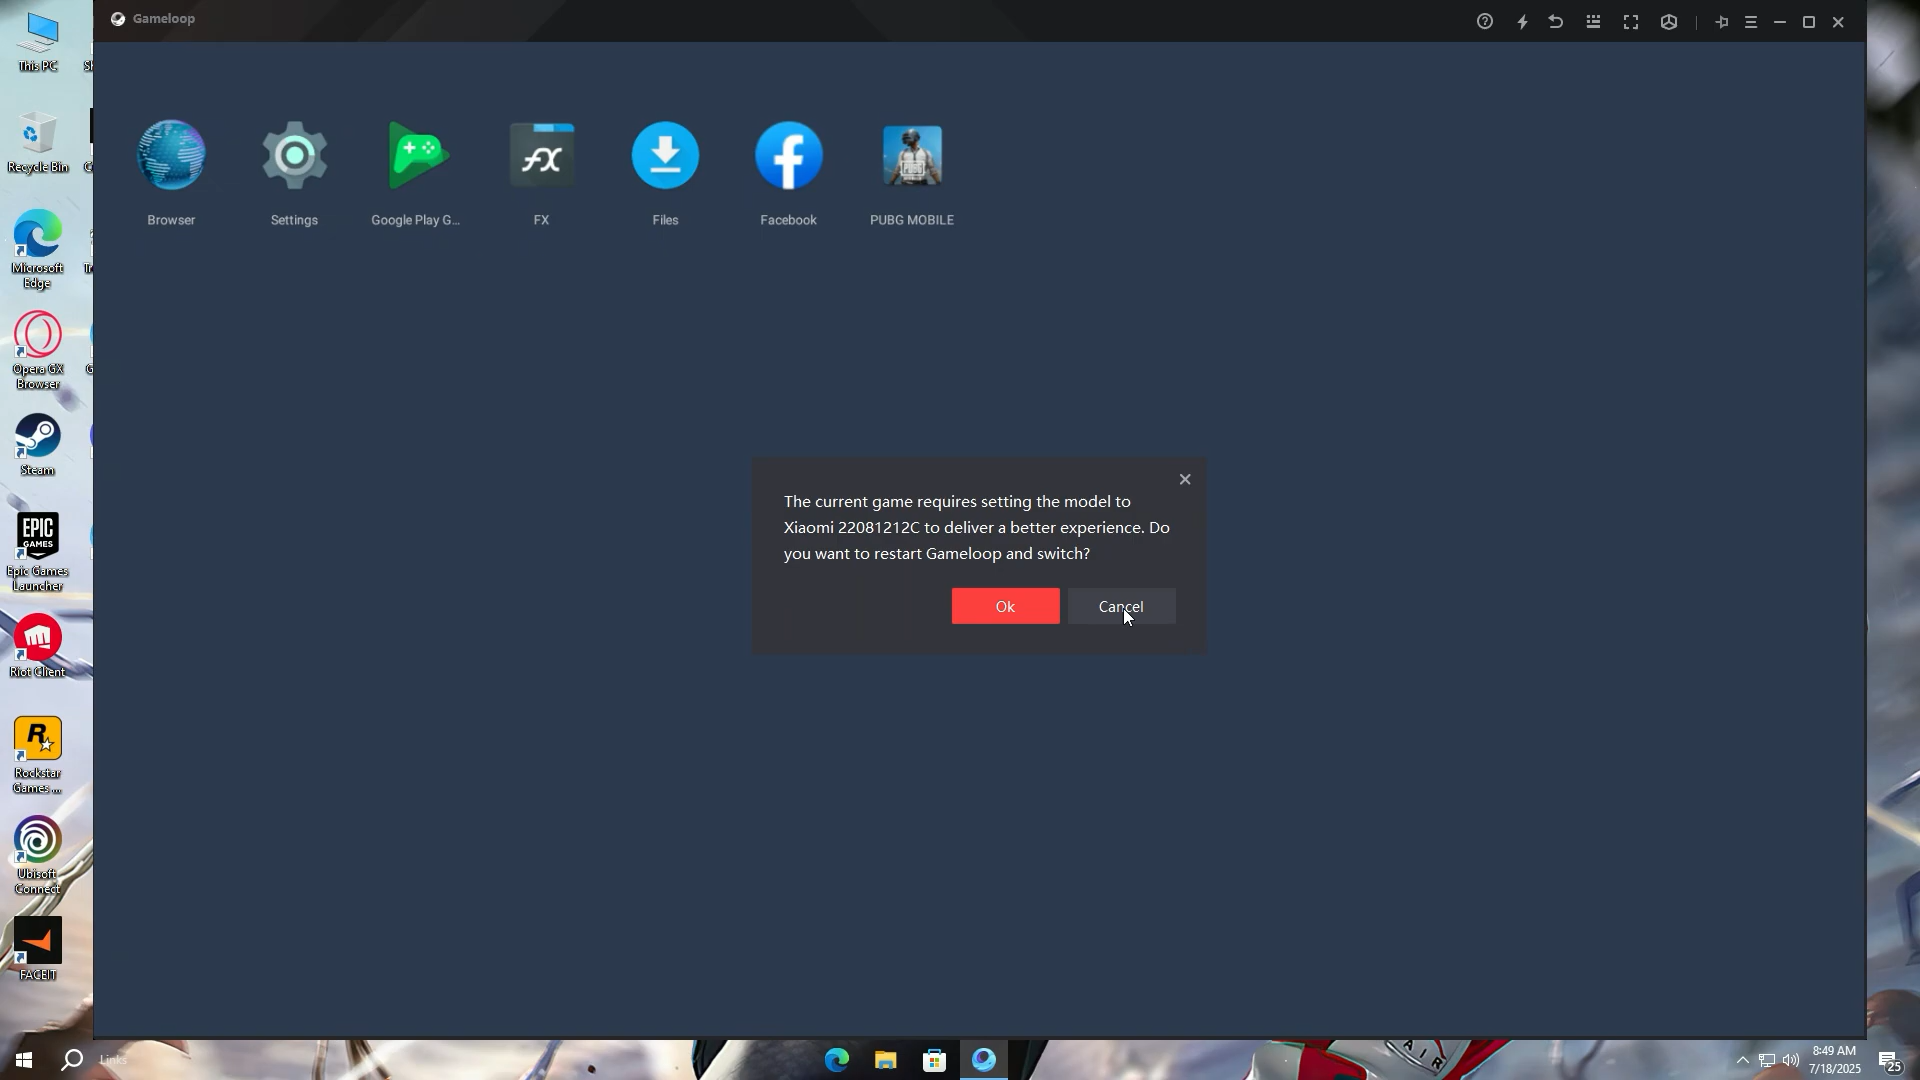 Gameloop
This PC
Recycle Bin
Microsoft
Edge
Opera GX
Browser
Steam
EPIC
GAMES
Epic Games
Launcher
Riot Client
Rockstar
Games ...
Ubisoft
Connect
FACEIT
Browser
Settings
Google Play G...
FX
Files
Facebook
PUBG MOBILE
The current game requires setting the model to
Xiaomi 22081212C to deliver a better experience. Do
you want to restart Gameloop and switch?
Ok
Cancel
Links
AIR
8:49 AM
7/18/2025
25